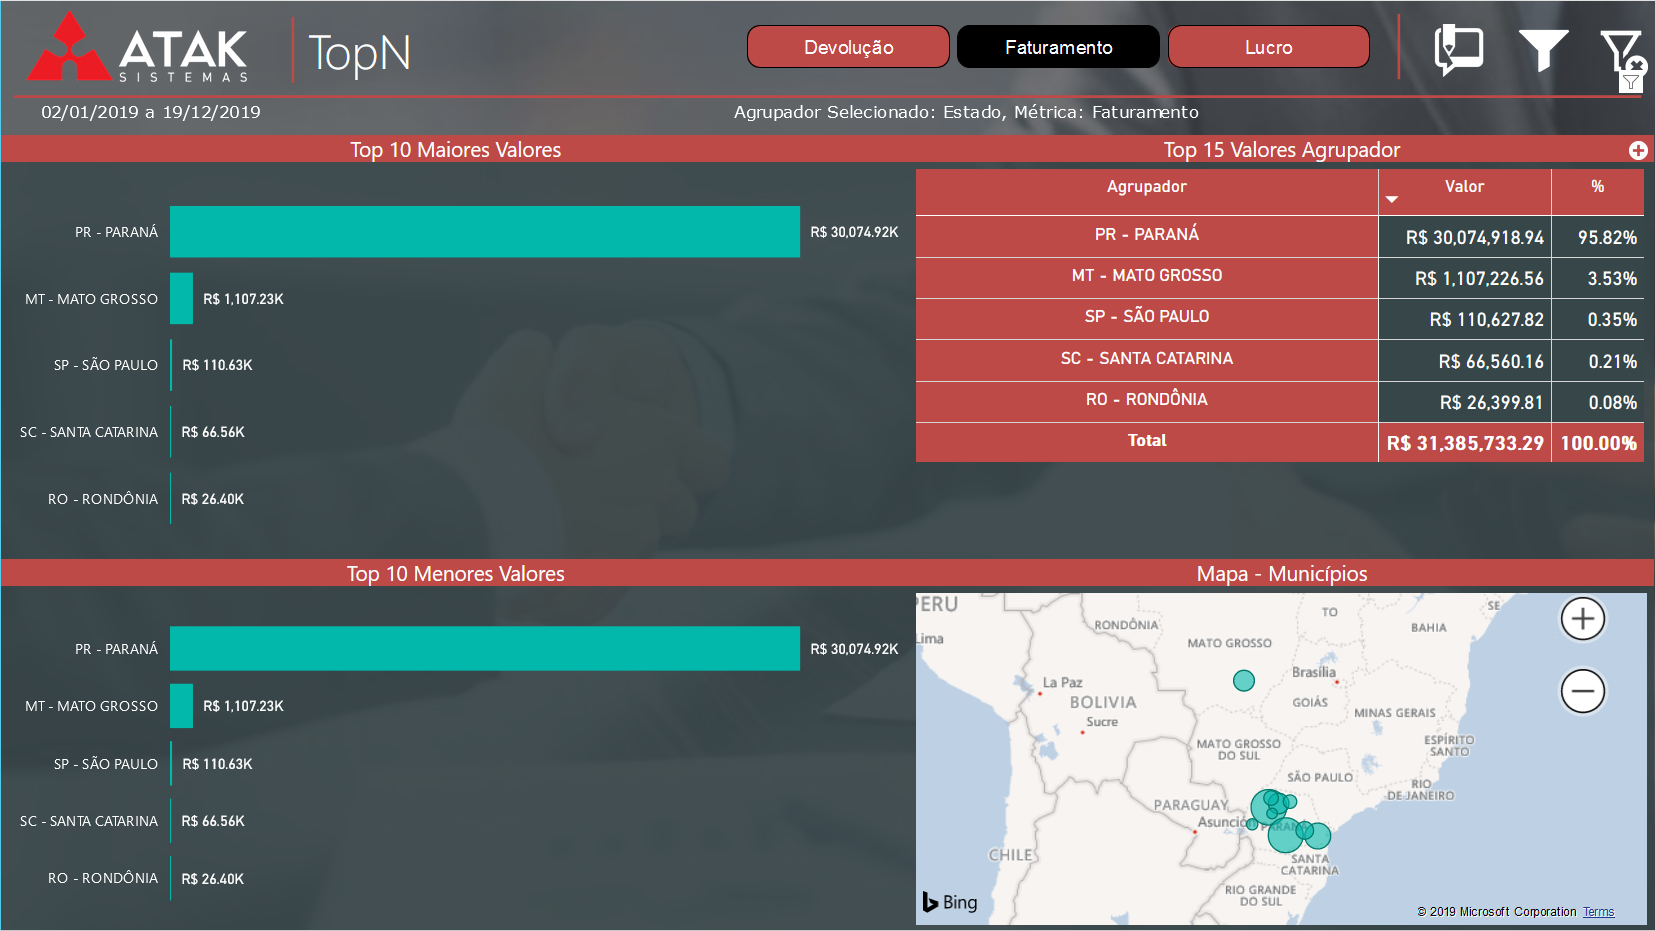 ATAK
SISTEMAS
TopN
Devolução
Faturamento
Lucro
02/01/2019 a 19/12/2019
Agrupador Selecionado: Estado, Métrica: Faturamento
Top 10 Maiores Valores
PR - PARANÁ R$ 30,074.92K
MT - MATO GROSSO R$ 1,107.23K
SP - SÃO PAULO R$ 110.63K
SC - SANTA CATARINA R$ 66.56K
RO - RONDÔNIA R$ 26.40K
Top 15 Valores Agrupador
Agrupador Valor %
PR - PARANÁ R$ 30,074,918.94 95.82%
MT - MATO GROSSO R$ 1,107,226.56 3.53%
SP - SÃO PAULO R$ 110,627.82 0.35%
SC - SANTA CATARINA R$ 66,560.16 0.21%
RO - RONDÔNIA R$ 26,399.81 0.08%
Total R$ 31,385,733.29 100.00%
Top 10 Menores Valores
PR - PARANÁ R$ 30,074.92K
MT - MATO GROSSO R$ 1,107.23K
SP - SÃO PAULO R$ 110.63K
SC - SANTA CATARINA R$ 66.56K
RO - RONDÔNIA R$ 26.40K
Mapa - Municípios
PERU
Lima
RONDÔNIA
TO
SE
BAHIA
MATO GROSSO
Brasília
La Paz
BOLIVIA
Sucre
GOIÁS
MINAS GERAIS
MATO GROSSO
DO SUL
ESPÍRITO
SANTO
SÃO PAULO
RIO
DE JANEIRO
PARAGUAY
Asunción
PARANÁ
CHILE
SANTA
CATARINA
RIO GRANDE
DO SUL
Bing
© 2019 Microsoft Corporation Terms